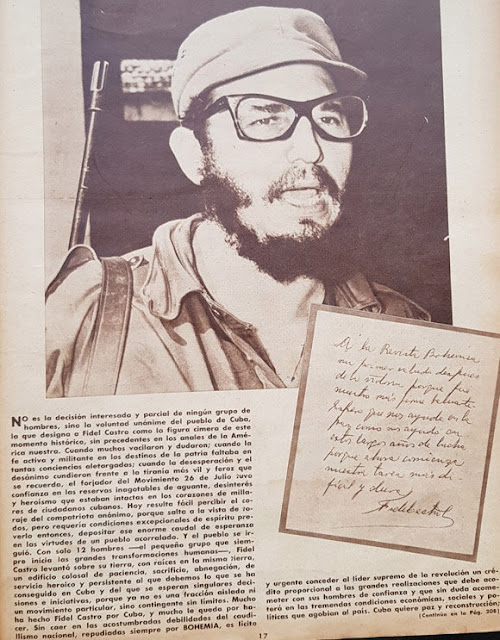 A la Revista Bohemia
mi primer saludo después
de la victoria porque fué
nuestro más firme baluarte.
Espero que nos ayude en la
paz como nos ayudó en
estos largos años de lucha
porque ahora comienza
nuestra tarea más di-
fícil y dura.
Fidel Castro
NO es la decisión interesada y parcial de ningún grupo de
hombres, sino la voluntad unánime del pueblo de Cuba,
la que designa a Fidel Castro como la figura cimera de este
momento histórico, sin precedentes en los anales de la Amé-
rica nuestra. Cuando muchos vacilaron y dudaron; cuando la
fe activa y militante en los destinos de la patria faltaba en
tantas conciencias aletargadas; cuando la desesperación y el
desánimo cundieron frente a la tiranía más vil y feroz que
se recuerda, el forjador del Movimiento 26 de Julio tuvo
confianza en las reservas inagotables de aguante, desinterés
y heroísmo que estaban intactos en los corazones de milla-
res de ciudadanos cubanos. Hoy resulta fácil percibir el co-
raje del compatriota anónimo, porque salta a la vista de to-
dos, pero requería condiciones excepcionales de espíritu pre-
verlo entonces, depositar ese enorme caudal de esperanza
en las virtudes de un pueblo acorralado. Y el pueblo se ir-
guió. Con solo 12 hombres —el pequeño grupo que siem-
pre inicia las grandes transformaciones humanas—, Fidel
Castro levantó sobre su tierra, con raíces en la misma tierra,
un edificio colosal de paciencia, sacrificio, abnegación, de
servicio heroico y persistente al que debemos lo que se ha
conseguido en Cuba y del que se esperan singulares deci-
siones e iniciativas, porque ya no es una fracción aislada ni
un movimiento particular, sino contingente sin límites. Mucho
ha hecho Fidel Castro por Cuba, y mucho le queda por ha-
cer. Sin caer en las acostumbradas debilidades del caudi-
llismo nacional, repudiadas siempre por BOHEMIA, es lícito
y urgente conceder al líder supremo de la revolución un cré-
dito proporcional a las grandes realizaciones que debe aco-
meter con sus hombres de confianza y que sin duda acome-
terá en las tremendas condiciones económicas, sociales y po-
líticas que agobian al país. Cuba quiere paz y reconstrucción
(Continúa en la Pág.
17